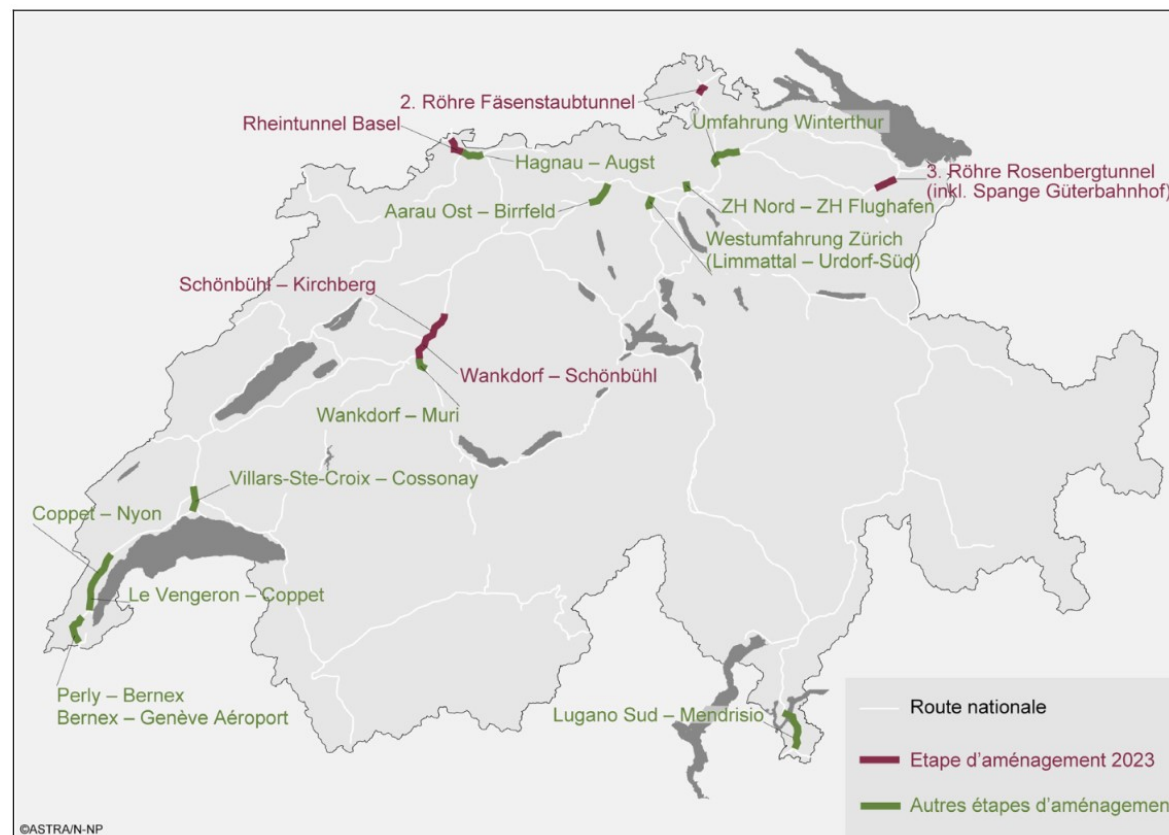 2. Röhre Fäsenstaubtunnel
Rheintunnel Basel
Umfahrung Winterthur
Hagnau – Augst
3. Röhre Rosenbergtunnel
(inkl. Spange Güterbahnhof)
Aarau Ost – Birrfeld
ZH Nord – ZH Flughafen
Westumfahrung Zürich
(Limmattal – Urdorf-Süd)
Schönbühl – Kirchberg
Wankdorf – Schönbühl
Wankdorf – Muri
Villars-Ste-Croix – Cossonay
Coppet – Nyon
Le Vengeron – Coppet
Perly – Bernex
Bernex – Genève Aéroport
Lugano Sud – Mendrisio
Route nationale
Etape d'aménagement 2023
Autres étapes d'aménagement
©ASTRA/N-NP